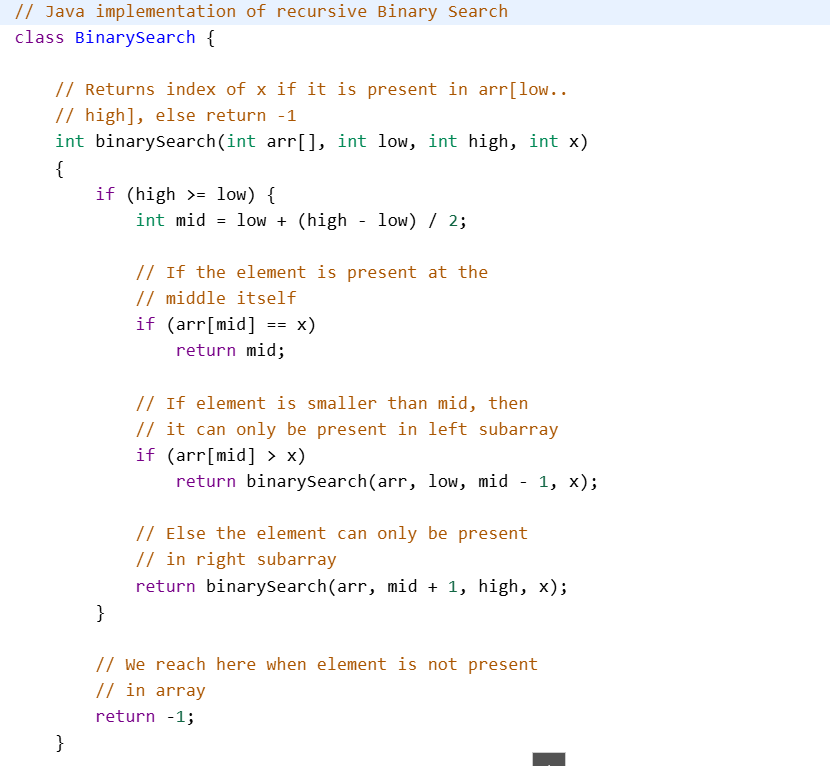 // Java implementation of recursive Binary Search
class BinarySearch {
// Returns index of x if it is present in arr[low..
// high], else return -1
int binarySearch(int arr[], int low, int high, int x)
{
if (high >= low) {
int mid = low + (high - low) / 2;
// If the element is present at the
// middle itself
if (arr[mid] == x)
return mid;
// If element is smaller than mid, then
// it can only be present in left subarray
if (arr[mid] > x)
return binarySearch(arr, low, mid - 1, x);
// Else the element can only be present
// in right subarray
return binarySearch(arr, mid + 1, high, x);
}
// We reach here when element is not present
// in array
return -1;
}